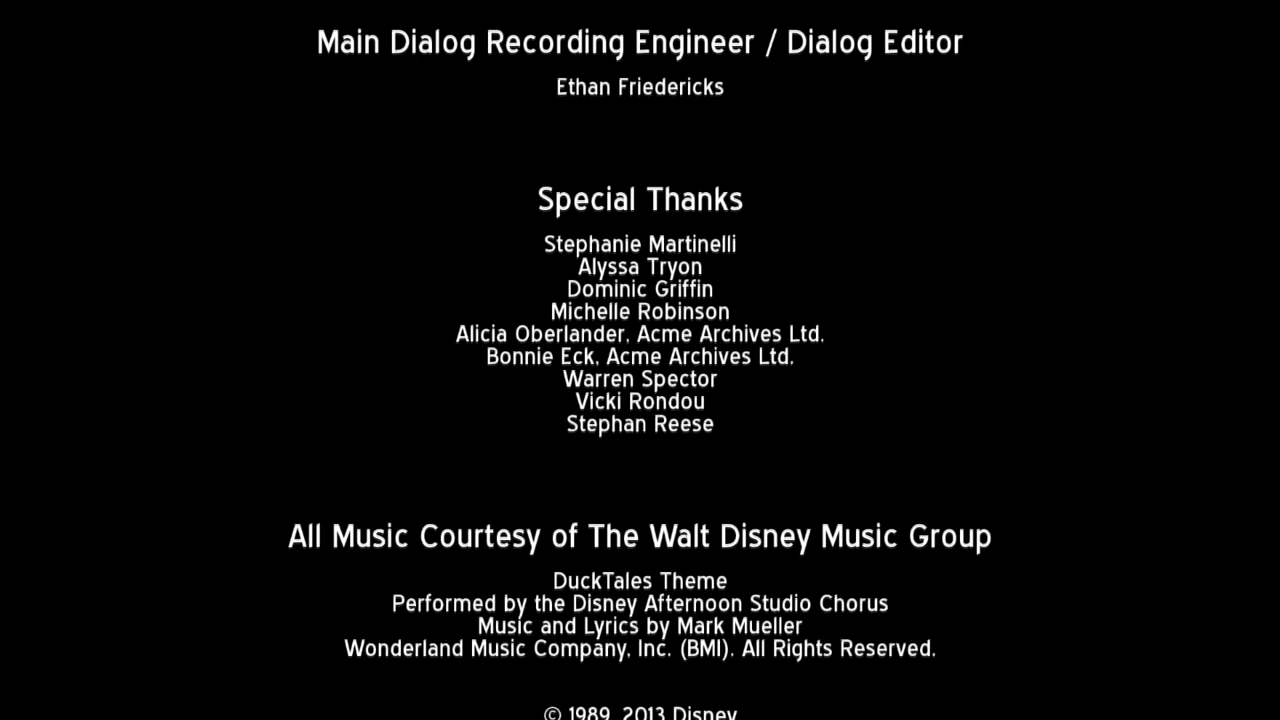 Main Dialog Recording Engineer / Dialog Editor
Ethan Friedericks
Special Thanks
Stephanie Martinelli
Alyssa Tryon
Dominic Griffin
Michelle Robinson
Alicia Oberlander, Acme Archives Ltd.
Bonnie Eck, Acme Archives Ltd.
Warren Spector
Vicki Rondou
Stephan Reese
All Music Courtesy of The Walt Disney Music Group
DuckTales Theme
Performed by the Disney Afternoon Studio Chorus
Music and Lyrics by Mark Mueller
Wonderland Music Company, Inc. (BMI). All Rights Reserved.
© 1989, 2013 Disney